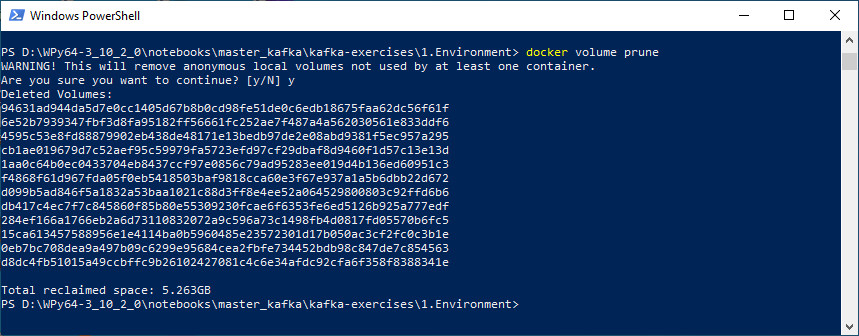 Windows PowerShell
PS D:\WPy64-3_10_2_0\notebooks\master_kafka\kafka-exercises\1.Environment> docker volume prune
WARNING! This will remove anonymous local volumes not used by at least one container.
Are you sure you want to continue? [y/N] y
Deleted Volumes:
94631ad944da5d7e0cc1405d67b8b0cd98fe51de0c6edb18675faa62dc56f61f
6e52b7939347fbf3d8fa95182ff56661fc252ae7f487a4a562030561e833ddf6
4595c53e8fd88879902eb438de48171e13bedb97de2e08abd9381f5ec957a295
cb1ae019679d7c52aef95c59979fa5723efd97cf29dbaf8d9460f1d57c13e13d
1aa0c64b0ec0433704eb8437ccf97e0856c79ad95283ee019d4b136ed60951c3
f4868f61d967fda05f0eb5418503baf9818cca60e3f67e937a1a5b6dbb22d672
d099b5ad846f5a1832a53baa1021c88d3ff8e4ee52a064529800803c92ffd6b6
db417c4ec7f7c845860f85b80e55309230fcae6f6353fe6ed5126b925a777edf
284ef166a1766eb2a6d73110832072a9c596a73c1498fb4d0817fd05570b6fc5
15ca613457588956e1e4114ba0b5960485e23572301d17b050ac3cf2fc0c3b1e
0eb7bc708dea9a497b09c6299e95684cea2fbfe734452bdb98c847de7c854563
d8dc4fb51015a49ccbffc9b26102427081c4c6e34afdc92cfa6f358f8388341e
Total reclaimed space: 5.263GB
PS D:\WPy64-3_10_2_0\notebooks\master_kafka\kafka-exercises\1.Environment>